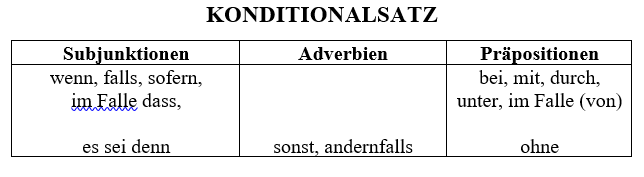 KONDITIONALSATZ
Subjunktionen Adverbien Präpositionen
wenn, falls, sofern, bei, mit, durch,
im Falle dass, unter, im Falle (von)
es sei denn sonst, andernfalls ohne